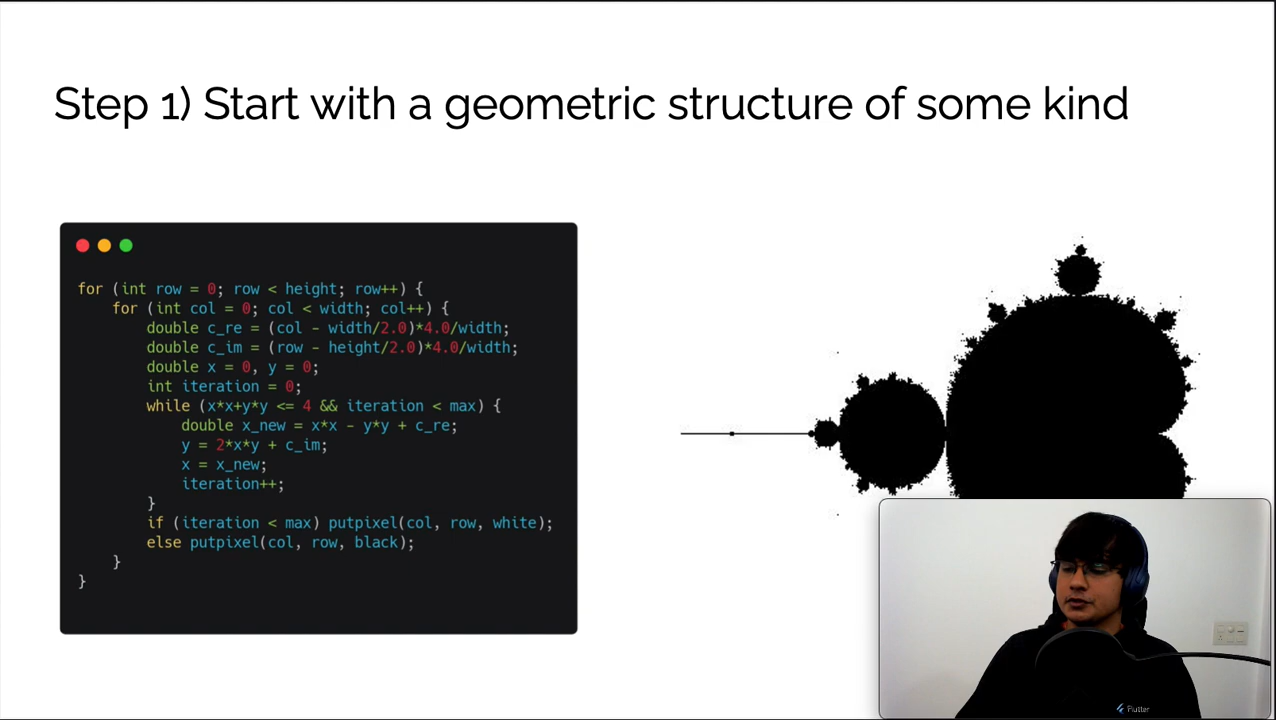 Step 1) Start with a geometric structure of some kind
for (int row = 0; row < height; row++) {
    for (int col = 0; col < width; col++) {
        double c_re = (col - width/2.0)*4.0/width;
        double c_im = (row - height/2.0)*4.0/width;
        double x = 0, y = 0;
        int iteration = 0;
        while (x*x+y*y <= 4 && iteration < max) {
            double x_new = x*x - y*y + c_re;
            y = 2*x*y + c_im;
            x = x_new;
            iteration++;
        }
        if (iteration < max) putpixel(col, row, white);
        else putpixel(col, row, black);
    }
}
Flutter